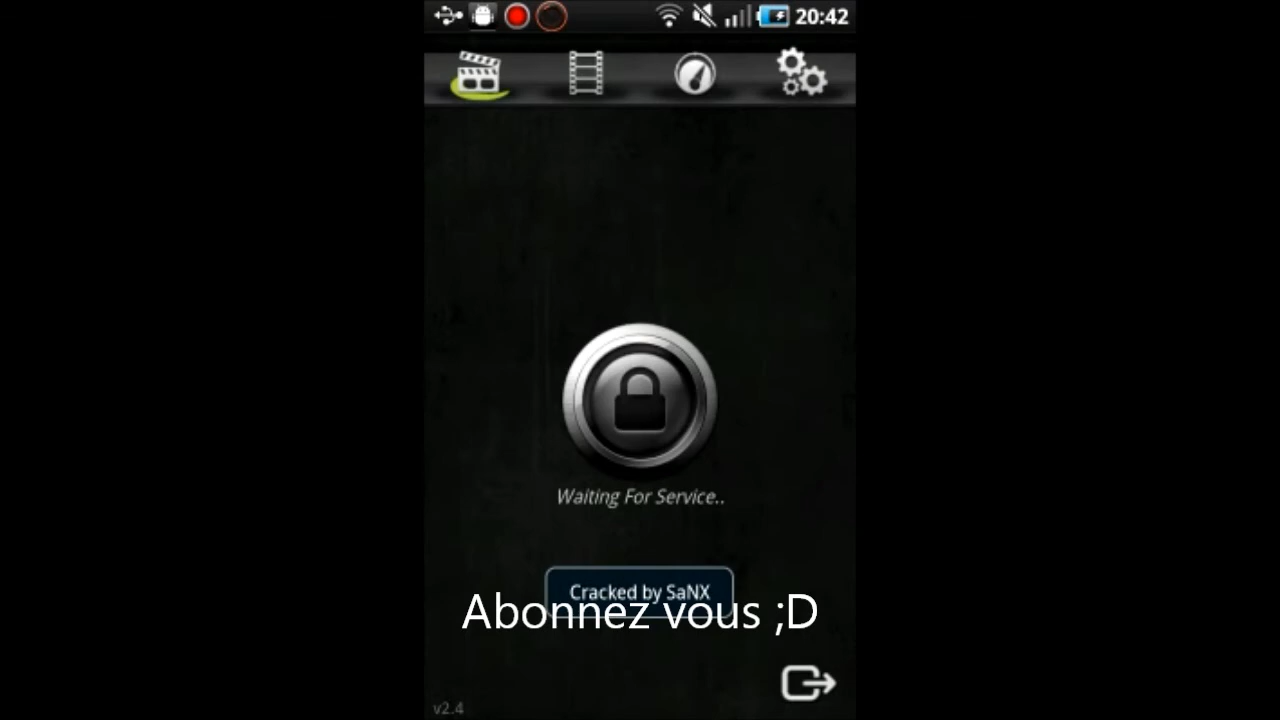 20:42
Waiting For Service..
Cracked by SaNX
Abonnez vous ;D
v2.4